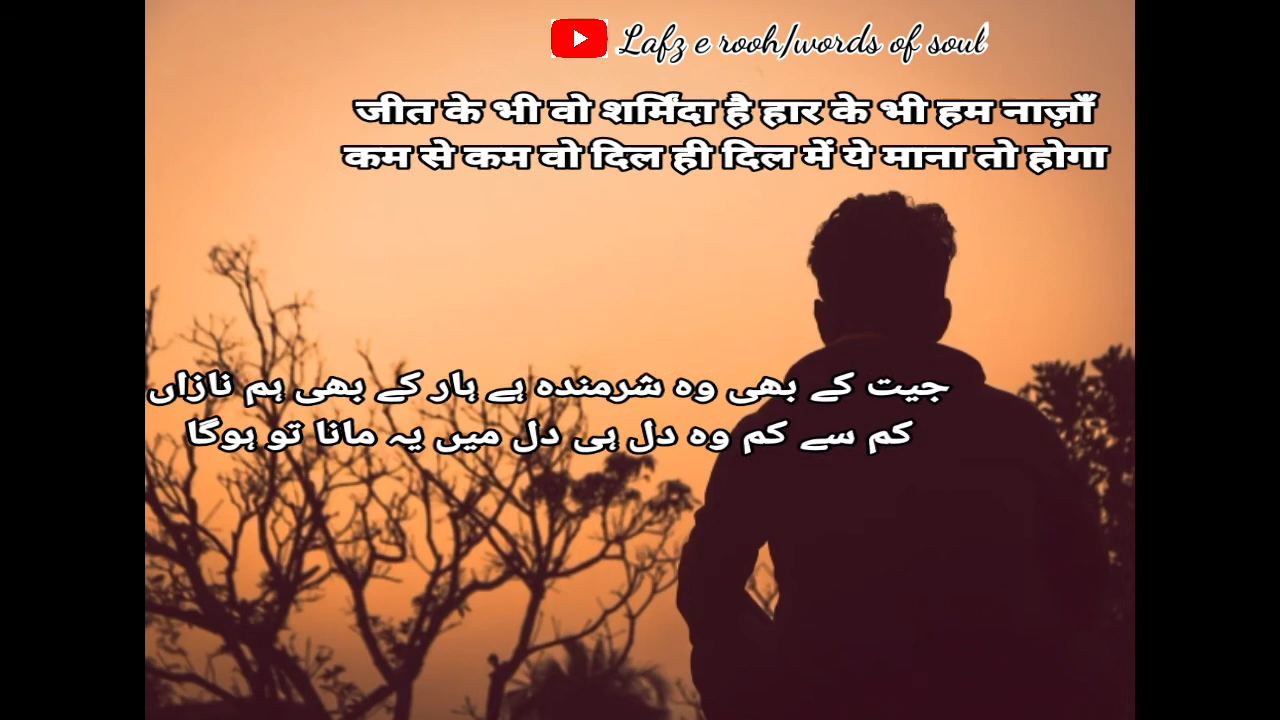 Lafz e rooh/words of soul
जीत के भी वो शर्मिंदा है हार के भी हम नाज़ाँ
कम से कम वो दिल ही दिल में ये माना तो होगा
جیت کے بھی وہ شرمندہ ہے ہار کے بھی ہم نازاں
کم سے کم وہ دل ہی دل میں یہ مانا تو ہوگا